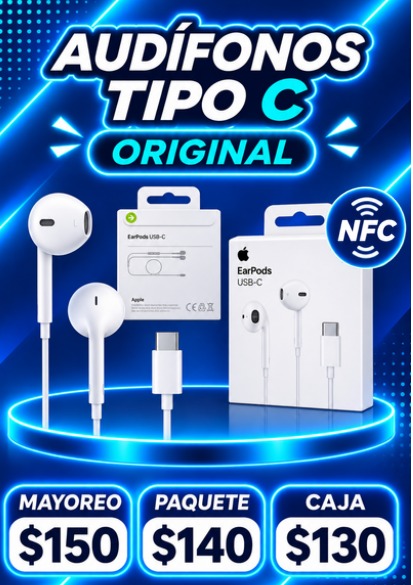 AUDÍFONOS
TIPO C
ORIGINAL
NFC
EarPods USB-C
Apple
EarPods
USB-C
MAYOREO
$150
PAQUETE
$140
CAJA
$130